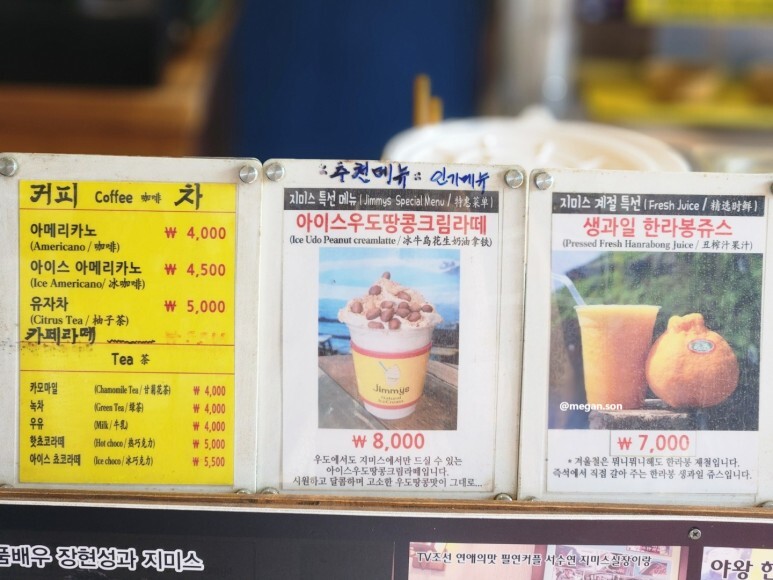 커피 Coffee 咖啡 차
아메리카노 ₩ 4,000
(Americano / 咖啡)
아이스 아메리카노 ₩ 4,500
(Ice Americano/ 冰咖啡)
유자차 ₩ 5,000
(Citrus Tea / 柚子茶)
카페라떼
Tea 茶
카모마일 (Chamonile Tea / 甘菊花茶) ₩ 4,000
녹차 (Green Tea / 绿茶) ₩ 4,000
우유 (Milk / 牛乳) ₩ 4,000
핫쵸코라떼 (Hot choco / 热巧克力) ₩ 5,000
아이스 쵸코라떼 (Ice choco / 冰巧克力) ₩ 5,500
추천메뉴 인기메뉴
지미스 특선 메뉴 | Jimmys Special Menu / 特意菜单 |
아이스우도땅콩크림라떼
(Ice Udo Peanut creamlatte / 冰牛岛花生奶油拿铁)
Jimmys
₩ 8,000
우도에서도 지미스에서만 드실 수 있는
아이스우도땅콩크림라떼입니다.
시원하고 달콤하며 고소한 우도땅콩맛이 그대로...
지미스 계절 특선 | Fresh Juice / 精选时鲜 |
생과일 한라봉쥬스
(Pressed Fresh Hanrabong Juice / 丑榨汁果汁)
@megan.son
₩ 7,000
* 겨울철은 뭐니뭐니해도 한라봉 제철입니다.
즉석에서 직접 갈아 주는 한라봉 생과일 쥬스입니다.
품배우 장현성과 지미스
TV조선 연애의맛 필연커플 서수연 지미스실장이랑
야왕 한